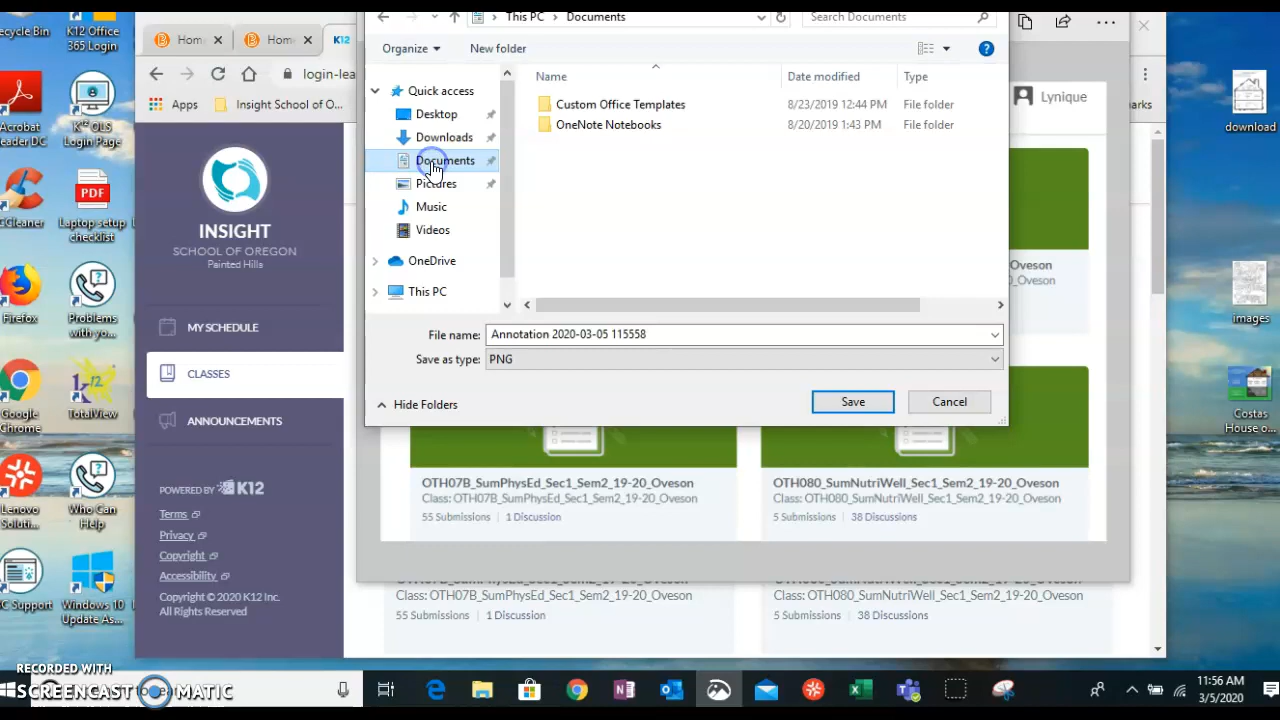 ecycle Bin
K12 Office
365 Login
Acrobat
eader DC
K¹² OLS
Login Page
CCleaner
PDF
Laptop setup
checklist
Firefox
Problems
with yo...
Google
Chrome
TotalView
Lenovo
Soluti...
Who Can
Help
C Support
Windows 10
Update As...
Home
Home
K12
login-lea
Apps
Insight School of O...
INSIGHT
SCHOOL OF OREGON
Painted Hills
MY SCHEDULE
CLASSES
ANNOUNCEMENTS
POWERED BY K12
Terms
Privacy
Copyright
Accessibility
Copyright © 2020 K12 Inc.
All Rights Reserved
This PC > Documents
Search Documents
Organize
New folder
Name
Date modified
Type
Quick access
Desktop
Downloads
Documents
Pictures
Music
Videos
OneDrive
This PC
Custom Office Templates 8/23/2019 12:44 PM File folder
OneNote Notebooks 8/20/2019 1:43 PM File folder
File name: Annotation 2020-03-05 115558
Save as type: PNG
Hide Folders
Save
Cancel
Lynique
marks
Oveson
_Oveson
OTH07B_SumPhysEd_Sec1_Sem2_19-20_Oveson
Class: OTH07B_SumPhysEd_Sec1_Sem2_19-20_Oveson
55 Submissions | 1 Discussion
OTH080_SumNutriWell_Sec1_Sem2_19-20_Oveson
Class: OTH080_SumNutriWell_Sec1_Sem2_19-20_Oveson
5 Submissions | 38 Discussions
Class: OTH07B_SumPhysEd_Sec1_Sem2_19-20_Oveson
55 Submissions | 1 Discussion
Class: OTH080_SumNutriWell_Sec1_Sem2_19-20_Oveson
5 Submissions | 38 Discussions
download
images
Costas
House o...
RECORDED WITH
SCREENCAST MATIC
11:56 AM
3/5/2020